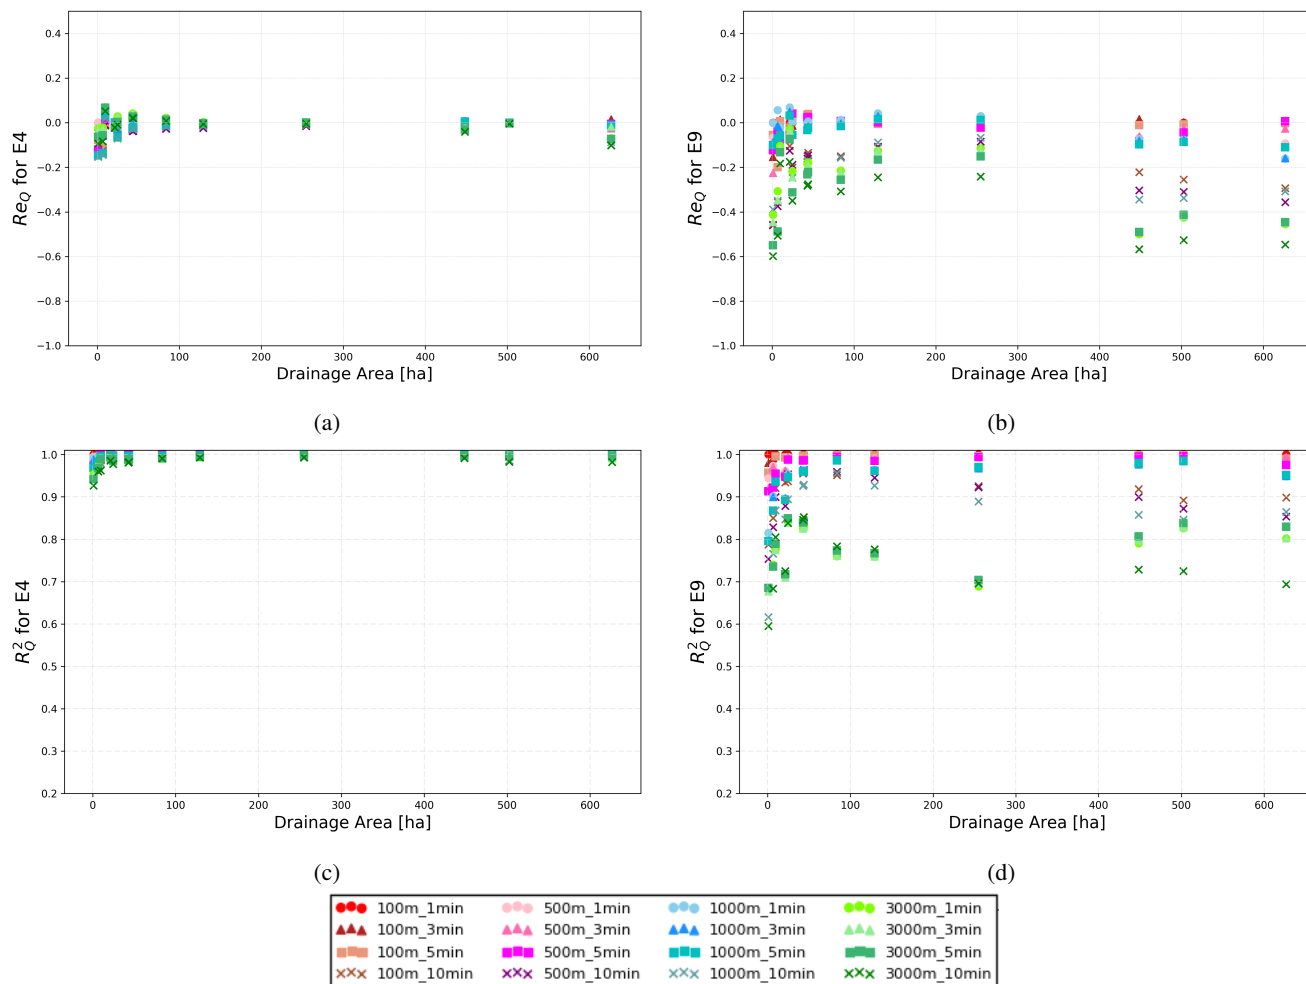 0.4
0.2
0.0
−0.2
−0.4
−0.6
−0.8
−1.0
Re_Q for E4
0 100 200 300 400 500 600
Drainage Area [ha]
(a)
0.4
0.2
0.0
−0.2
−0.4
−0.6
−0.8
−1.0
Re_Q for E9
0 100 200 300 400 500 600
Drainage Area [ha]
(b)
1.0
0.9
0.8
0.7
0.6
0.5
0.4
0.3
0.2
R²_Q for E4
0 100 200 300 400 500 600
Drainage Area [ha]
(c)
1.0
0.9
0.8
0.7
0.6
0.5
0.4
0.3
0.2
R²_Q for E9
0 100 200 300 400 500 600
Drainage Area [ha]
(d)
100m_1min 500m_1min 1000m_1min 3000m_1min
100m_3min 500m_3min 1000m_3min 3000m_3min
100m_5min 500m_5min 1000m_5min 3000m_5min
100m_10min 500m_10min 1000m_10min 3000m_10min